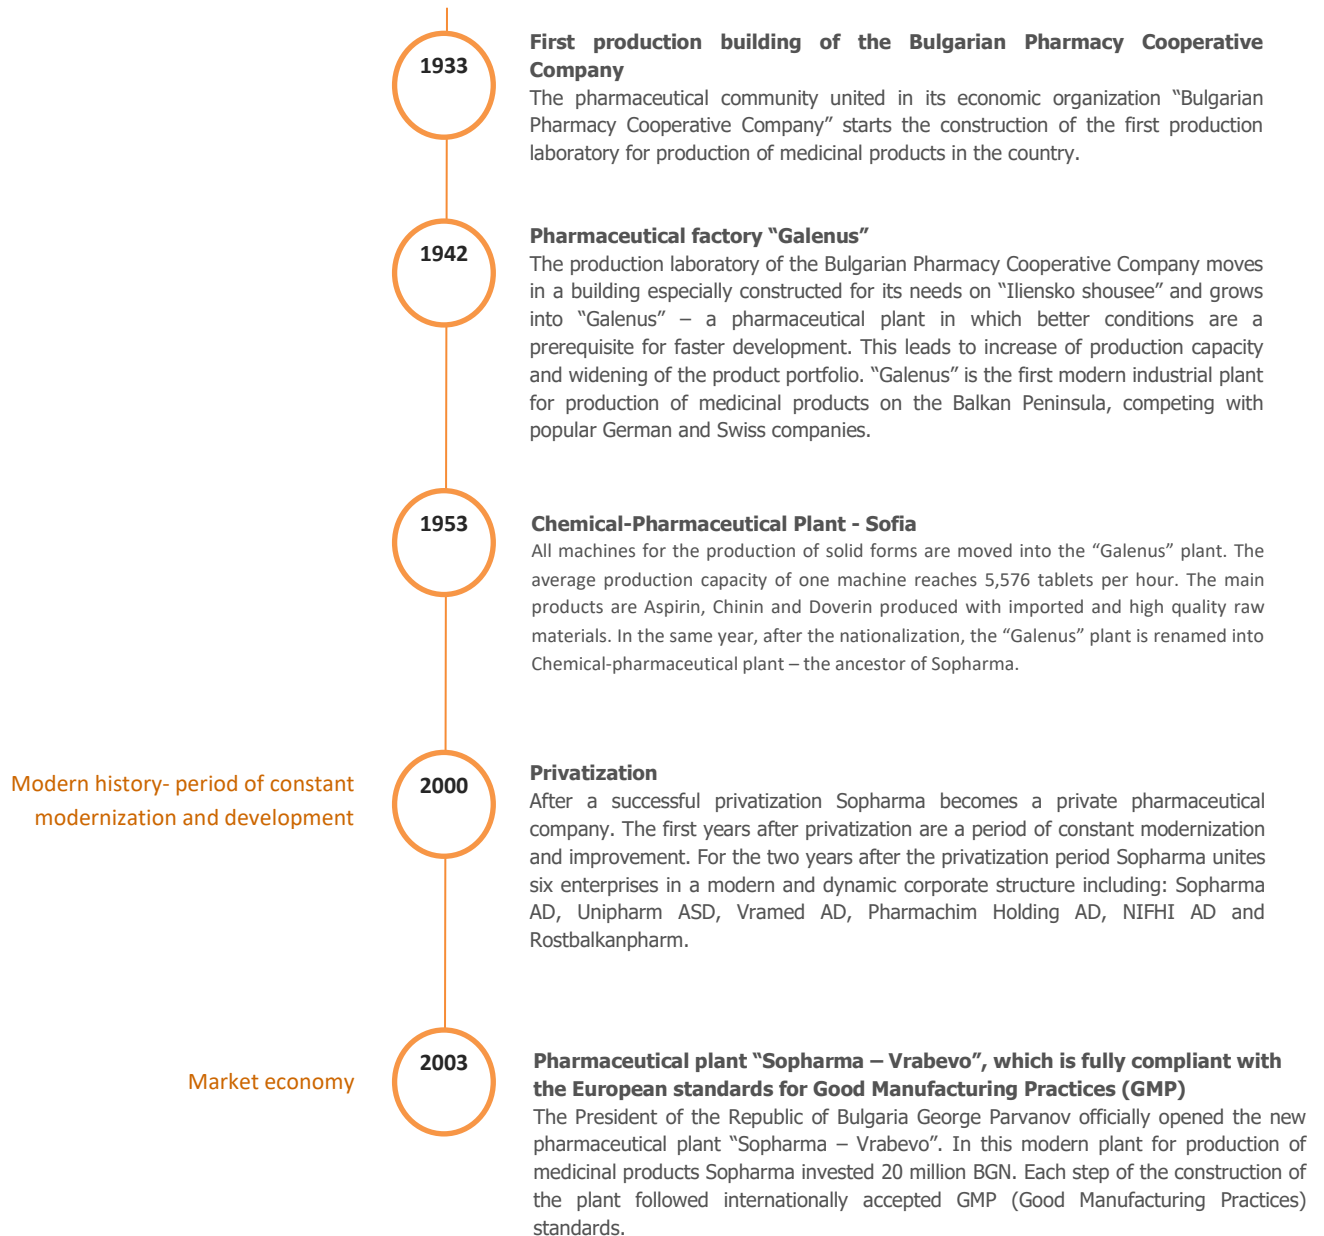 1933
First production building of the Bulgarian Pharmacy Cooperative
Company
The pharmaceutical community united in its economic organization “Bulgarian
Pharmacy Cooperative Company” starts the construction of the first production
laboratory for production of medicinal products in the country.
1942
Pharmaceutical factory “Galenus”
The production laboratory of the Bulgarian Pharmacy Cooperative Company moves
in a building especially constructed for its needs on “Iliensko shousee” and grows
into “Galenus” – a pharmaceutical plant in which better conditions are a
prerequisite for faster development. This leads to increase of production capacity
and widening of the product portfolio. “Galenus” is the first modern industrial plant
for production of medicinal products on the Balkan Peninsula, competing with
popular German and Swiss companies.
1953
Chemical-Pharmaceutical Plant - Sofia
All machines for the production of solid forms are moved into the “Galenus” plant. The
average production capacity of one machine reaches 5,576 tablets per hour. The main
products are Aspirin, Chinin and Doverin produced with imported and high quality raw
materials. In the same year, after the nationalization, the “Galenus” plant is renamed into
Chemical-pharmaceutical plant – the ancestor of Sopharma.
Modern history- period of constant
modernization and development
2000
Privatization
After a successful privatization Sopharma becomes a private pharmaceutical
company. The first years after privatization are a period of constant modernization
and improvement. For the two years after the privatization period Sopharma unites
six enterprises in a modern and dynamic corporate structure including: Sopharma
AD, Unipharm ASD, Vramed AD, Pharmachim Holding AD, NIFHI AD and
Rostbalkanpharm.
Market economy
2003
Pharmaceutical plant “Sopharma – Vrabevo”, which is fully compliant with
the European standards for Good Manufacturing Practices (GMP)
The President of the Republic of Bulgaria George Parvanov officially opened the new
pharmaceutical plant “Sopharma – Vrabevo”. In this modern plant for production of
medicinal products Sopharma invested 20 million BGN. Each step of the construction of
the plant followed internationally accepted GMP (Good Manufacturing Practices)
standards.